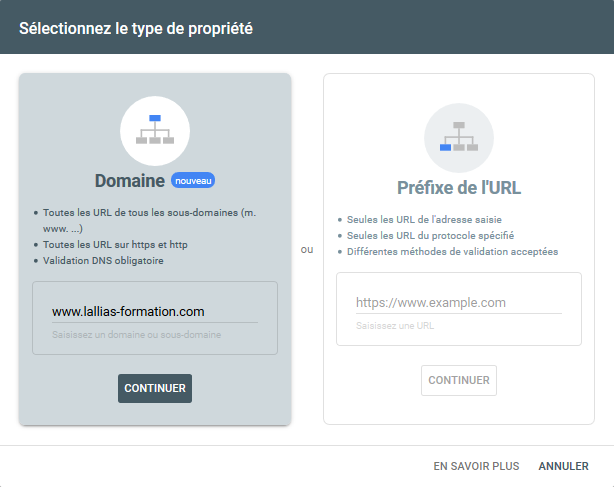 Sélectionnez le type de propriété
Domaine nouveau
Toutes les URL de tous les sous-domaines (m.
www. ...)
Toutes les URL sur https et http
Validation DNS obligatoire
www.lallias-formation.com
Saisissez un domaine ou sous-domaine
CONTINUER
ou
Préfixe de l'URL
Seules les URL de l'adresse saisie
Seules les URL du protocole spécifié
Différentes méthodes de validation acceptées
https://www.example.com
Saisissez une URL
CONTINUER
EN SAVOIR PLUS ANNULER